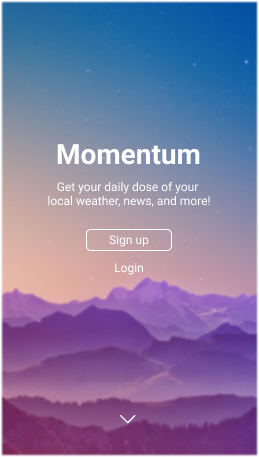 Momentum
Get your daily dose of your
local weather, news, and more!
Sign up
Login